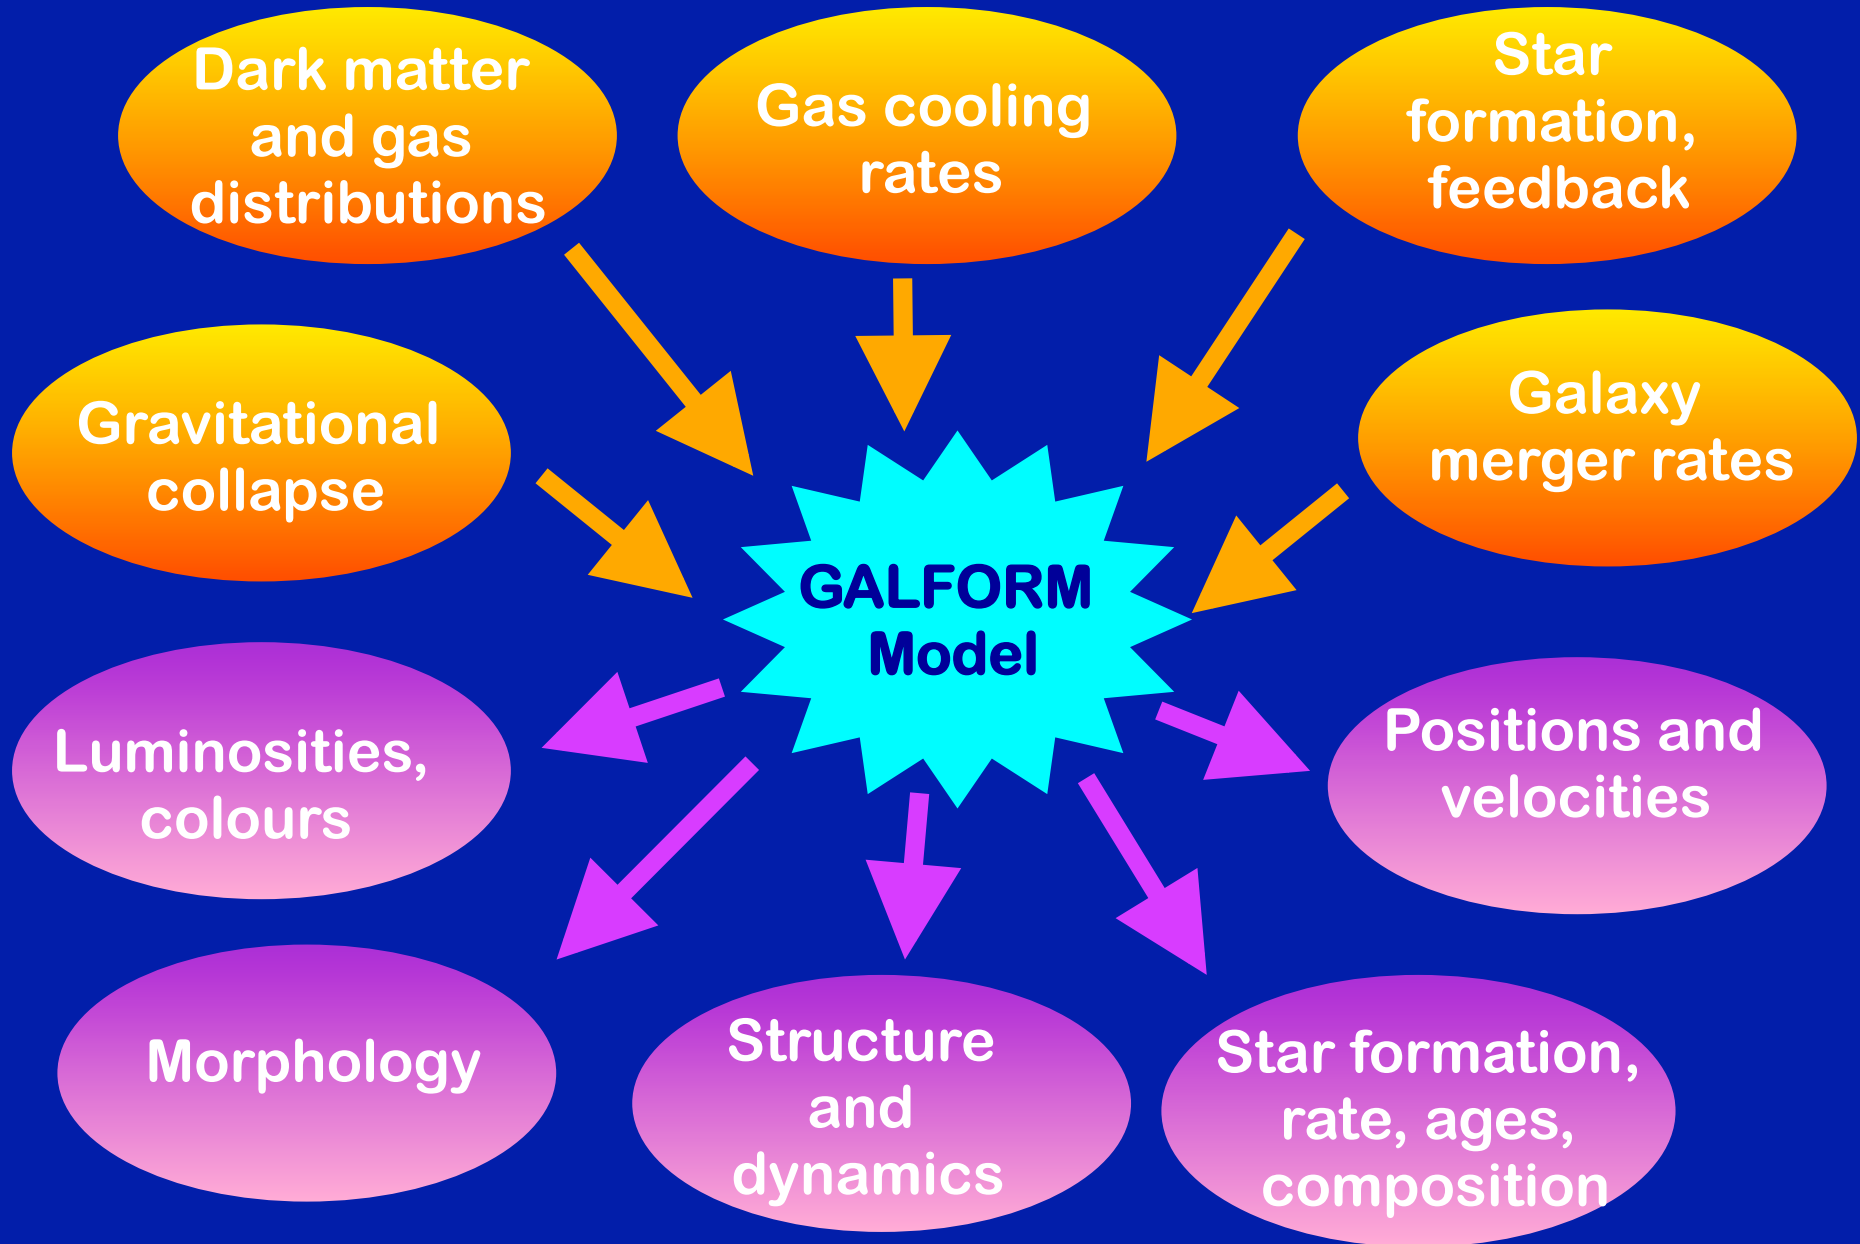 Dark matter
and gas
distributions
Gas cooling
rates
Star
formation,
feedback
Gravitational
collapse
Galaxy
merger rates
GALFORM
Model
Luminosities,
colours
Positions and
velocities
Morphology
Structure
and
dynamics
Star formation,
rate, ages,
composition